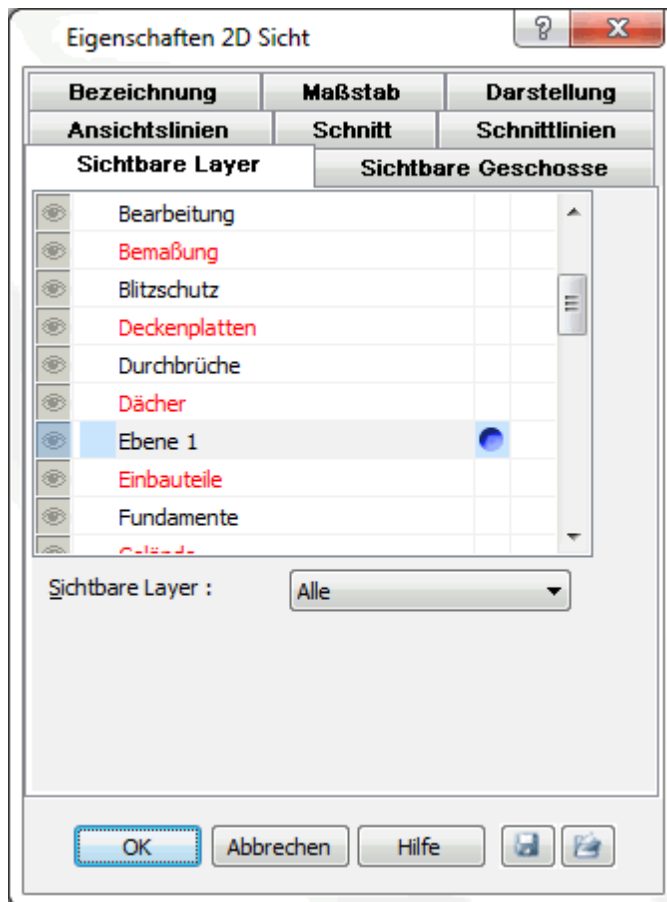 Eigenschaften 2D Sicht
Bezeichnung Maßstab Darstellung
Ansichtslinien Schnitt Schnittlinien
Sichtbare Layer Sichtbare Geschosse
Bearbeitung
Bemaßung
Blitzschutz
Deckenplatten
Durchbrüche
Dächer
Ebene 1
Einbauteile
Fundamente
Sichtbare Layer : Alle
OK Abbrechen Hilfe